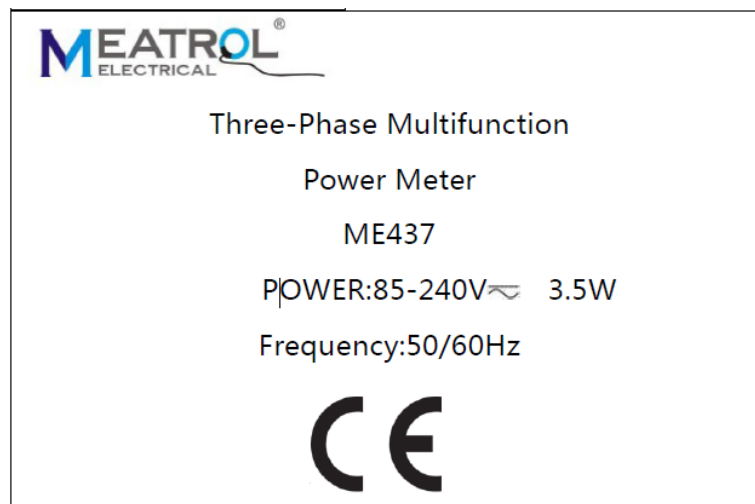 MEATROL®
ELECTRICAL
Three-Phase Multifunction
Power Meter
ME437
POWER:85-240V⏦ 3.5W
Frequency:50/60Hz
CE